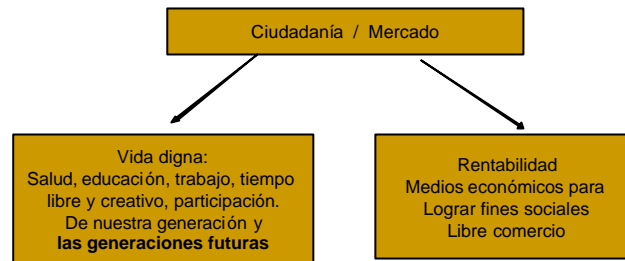 Ciudadanía / Mercado
Vida digna:
Salud, educación, trabajo, tiempo
libre y creativo, participación.
De nuestra generación y
las generaciones futuras
Rentabilidad
Medios económicos para
Lograr fines sociales
Libre comercio